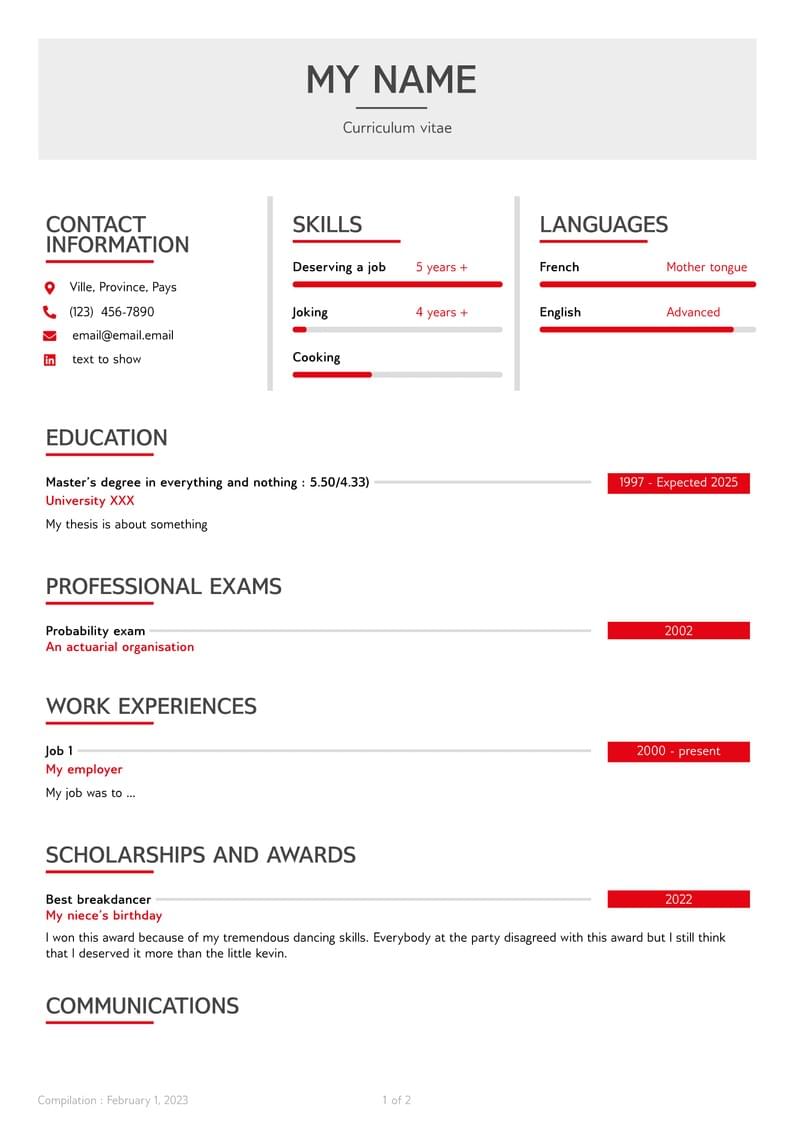 MY NAME
Curriculum vitae
CONTACT
INFORMATION
Ville, Province, Pays
(123) 456-7890
email@email.email
text to show
SKILLS
Deserving a job 5 years +
Joking 4 years +
Cooking
LANGUAGES
French Mother tongue
English Advanced
EDUCATION
Master's degree in everything and nothing : 5.50/4.33) 1997 - Expected 2025
University XXX
My thesis is about something
PROFESSIONAL EXAMS
Probability exam 2002
An actuarial organisation
WORK EXPERIENCES
Job 1 2000 - present
My employer
My job was to ...
SCHOLARSHIPS AND AWARDS
Best breakdancer 2022
My niece's birthday
I won this award because of my tremendous dancing skills. Everybody at the party disagreed with this award but I still think
that I deserved it more than the little kevin.
COMMUNICATIONS
Compilation : February 1, 2023 1 of 2